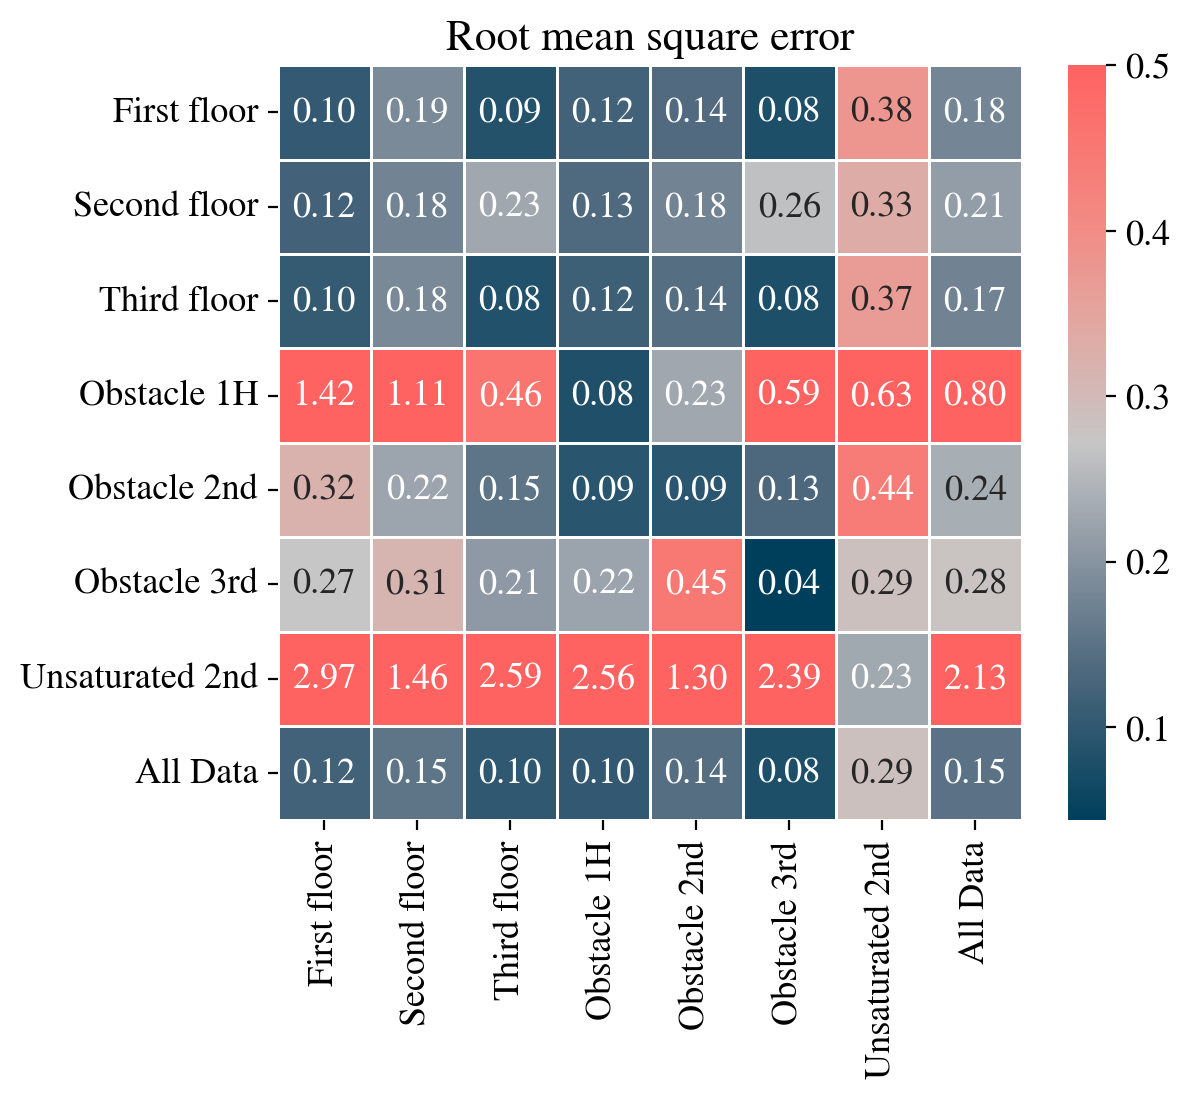 Root mean square error
First floor 0.10 0.19 0.09 0.12 0.14 0.08 0.38 0.18
Second floor 0.12 0.18 0.23 0.13 0.18 0.26 0.33 0.21
Third floor 0.10 0.18 0.08 0.12 0.14 0.08 0.37 0.17
Obstacle 1H 1.42 1.11 0.46 0.08 0.23 0.59 0.63 0.80
Obstacle 2nd 0.32 0.22 0.15 0.09 0.09 0.13 0.44 0.24
Obstacle 3rd 0.27 0.31 0.21 0.22 0.45 0.04 0.29 0.28
Unsaturated 2nd 2.97 1.46 2.59 2.56 1.30 2.39 0.23 2.13
All Data 0.12 0.15 0.10 0.10 0.14 0.08 0.29 0.15
First floor
Second floor
Third floor
Obstacle 1H
Obstacle 2nd
Obstacle 3rd
Unsaturated 2nd
All Data
0.5
0.4
0.3
0.2
0.1